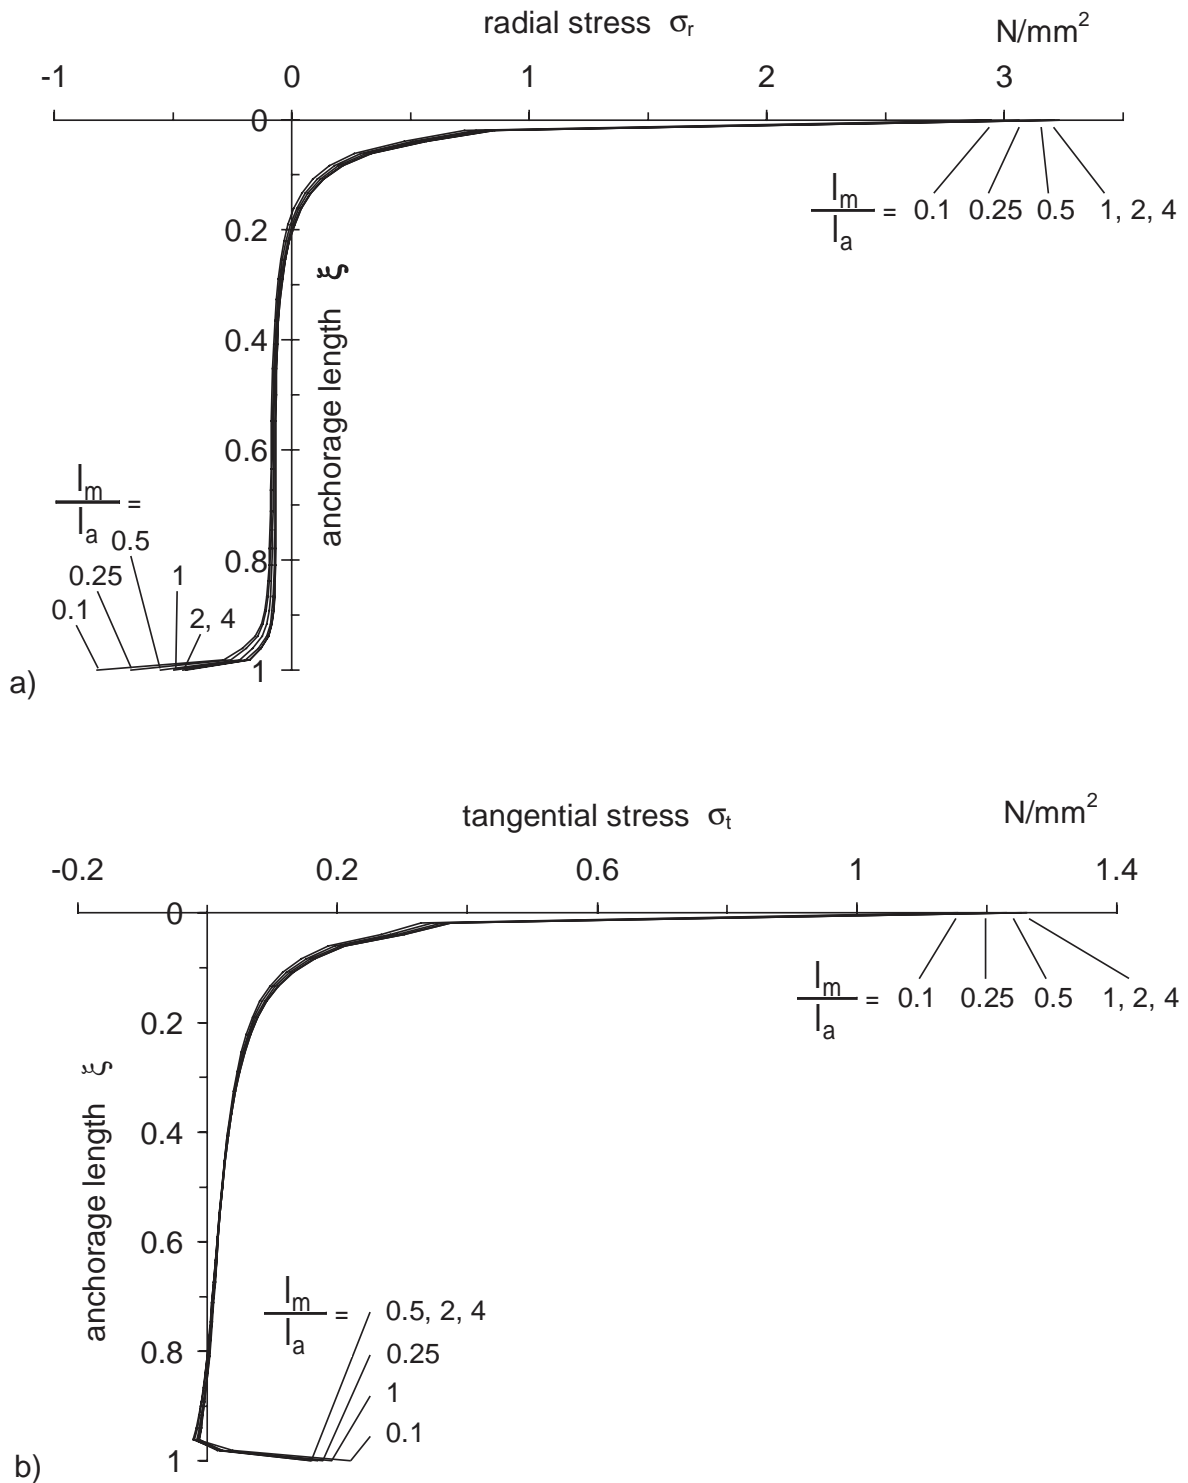 radial stress σr N/mm2
-1 0 1 2 3
0
lm
la = 0.1 0.25 0.5 1, 2, 4
0.2
anchorage length ξ
0.4
0.6
lm
la =
0.5
0.8
0.25 1
0.1 2, 4
1
a)
tangential stress σt N/mm2
-0.2 0.2 0.6 1 1.4
0
lm
la = 0.1 0.25 0.5 1, 2, 4
0.2
anchorage length ξ
0.4
0.6
lm
la = 0.5, 2, 4
0.8
0.25
1
0.1
1
b)